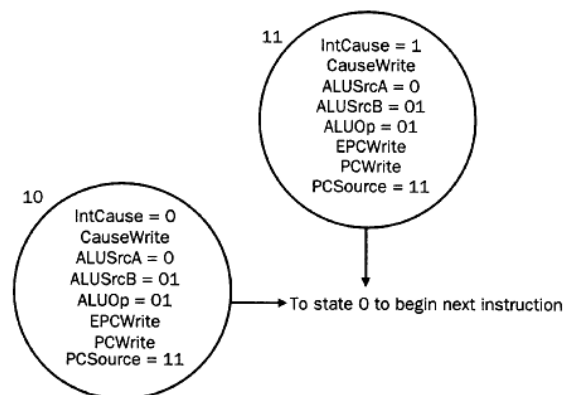 11
IntCause = 1
CauseWrite
ALUSrcA = 0
ALUSrcB = 01
ALUOp = 01
EPCWrite
PCWrite
PCSource = 11
10
IntCause = 0
CauseWrite
ALUSrcA = 0
ALUSrcB = 01
ALUOp = 01
EPCWrite
PCWrite
PCSource = 11
To state 0 to begin next instruction